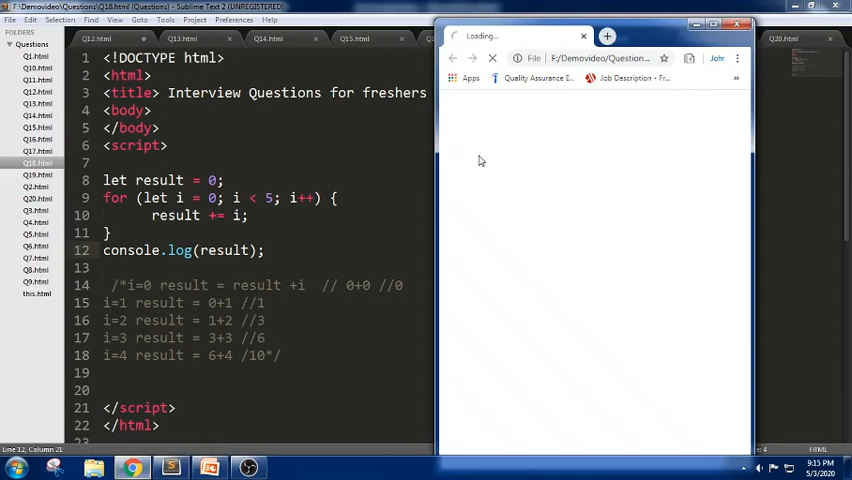 F:\Demovideo\Questions\Q18.html (Questions) - Sublime Text 2 (UNREGISTERED)
File Edit Selection Find View Goto Tools Project Preferences Help
FOLDERS
Questions
Q1.html
Q10.html
Q11.html
Q12.html
Q13.html
Q14.html
Q15.html
Q16.html
Q17.html
Q18.html
Q19.html
Q2.html
Q20.html
Q3.html
Q4.html
Q5.html
Q6.html
Q7.html
Q8.html
Q9.html
this.html
Q12.html Q13.html Q14.html Q15.html Q20.html
1 <!DOCTYPE html>
2 <html>
3 <title> Interview Questions for freshers
4 <body>
5 </body>
6 <script>
7
8 let result = 0;
9 for (let i = 0; i < 5; i++) {
10 result += i;
11 }
12 console.log(result);
13
14 /*i=0 result = result +i // 0+0 //0
15 i=1 result = 0+1 //1
16 i=2 result = 1+2 //3
17 i=3 result = 3+3 //6
18 i=4 result = 6+4 /10*/
19
20
21 </script>
22 </html>
23
Loading...
File F:/Demovideo/Question... John
Apps Quality Assurance E... Job Description - Fr... »
Line 12, Column 21
HTML
9:15 PM
5/3/2020